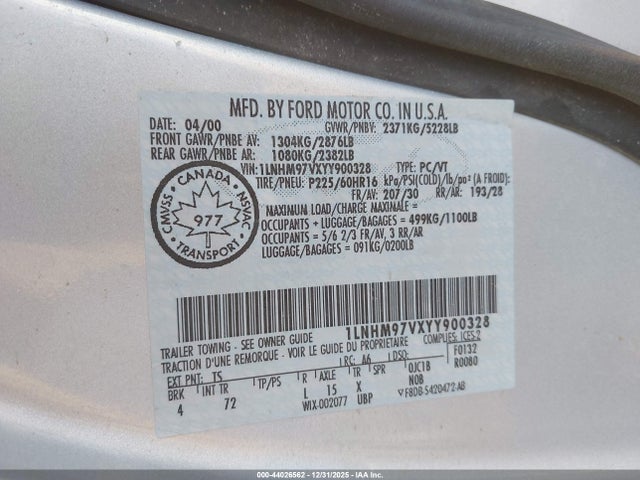 MFD. BY FORD MOTOR CO. IN U.S.A.
DATE: 04/00 GVWR/PNBV: 2371KG/5228LB
FRONT GAWR/PNBE AV: 1304KG/2876LB
REAR GAWR/PNBE AR: 1080KG/2382LB
VIN: 1LNHM97VXYY900328 TYPE: PC/VT
TIRE/PNEU: P225/60HR16 kPa/PSI(COLD)/lb/po2 (A FROID):
FR/AV: 207/30 RR/AR: 193/28
MAXIMUM LOAD/CHARGE MAXIMALE =
OCCUPANTS + LUGGAGE/BAGAGES = 499KG/1100LB
OCCUPANTS = 5/6 2/3 FR/AV, 3 RR/AR
LUGGAGE/BAGAGES = 091KG/0200LB
CANADA
CMVSS NSVAC
977
TRANSPORT
1LNHM97VXYY900328
TRAILER TOWING - SEE OWNER GUIDE COMPLIES: ICES-2
TRACTION D'UNE REMORQUE - VOIR LE GUIDE DU PROPRIETAIRE
EXT PNT: TS RC: A6 DSO: F0132
BRK INT TR TP/PS R AXLE TR SPR 0JC1B R0080
4 72 L 15 X N0B
WIX-002077 UBP F8DB-5420472-AB
000-44026562 - 12/31/2025 - IAA Inc.